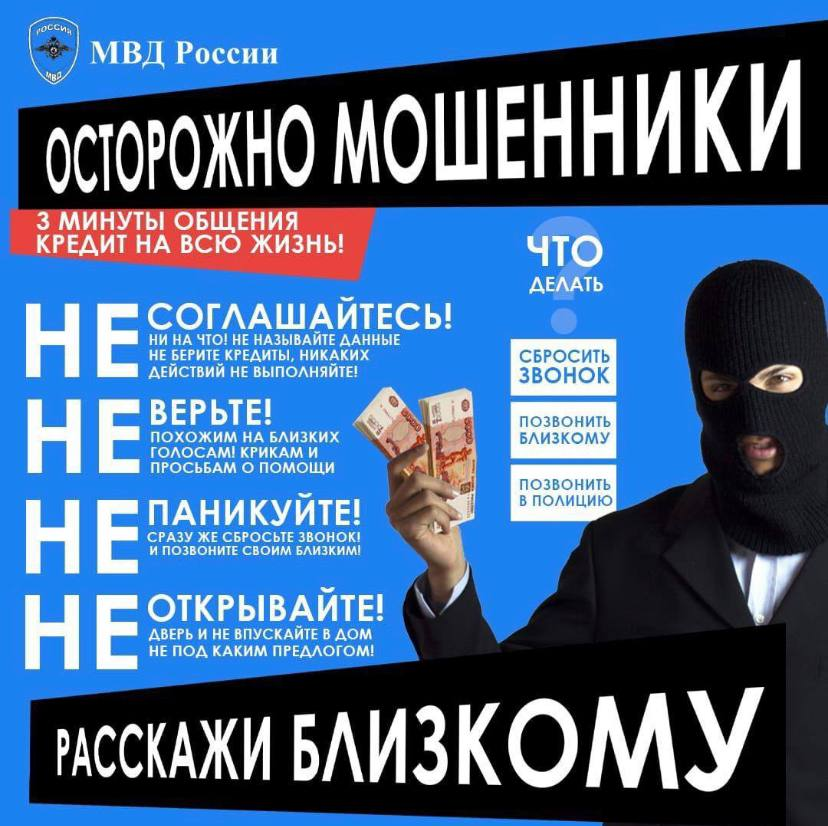 РОССИЯ
МВД
МВД России
ОСТОРОЖНО МОШЕННИКИ
3 МИНУТЫ ОБЩЕНИЯ
КРЕДИТ НА ВСЮ ЖИЗНЬ!
НЕ СОГЛАШАЙТЕСЬ!
НИ НА ЧТО! НЕ НАЗЫВАЙТЕ ДАННЫЕ
НЕ БЕРИТЕ КРЕДИТЫ, НИКАКИХ
ДЕЙСТВИЙ НЕ ВЫПОЛНЯЙТЕ!
НЕ ВЕРЬТЕ!
ПОХОЖИМ НА БЛИЗКИХ
ГОЛОСАМ! КРИКАМ И
ПРОСЬБАМ О ПОМОЩИ
НЕ ПАНИКУЙТЕ!
СРАЗУ ЖЕ СБРОСЬТЕ ЗВОНОК!
И ПОЗВОНИТЕ СВОИМ БЛИЗКИМ!
НЕ ОТКРЫВАЙТЕ!
ДВЕРЬ И НЕ ВПУСКАЙТЕ В ДОМ
НЕ ПОД КАКИМ ПРЕДЛОГОМ!
?
ЧТО
ДЕЛАТЬ
СБРОСИТЬ
ЗВОНОК
ПОЗВОНИТЬ
БЛИЗКОМУ
ПОЗВОНИТЬ
В ПОЛИЦИЮ
РАССКАЖИ БЛИЗКОМУ